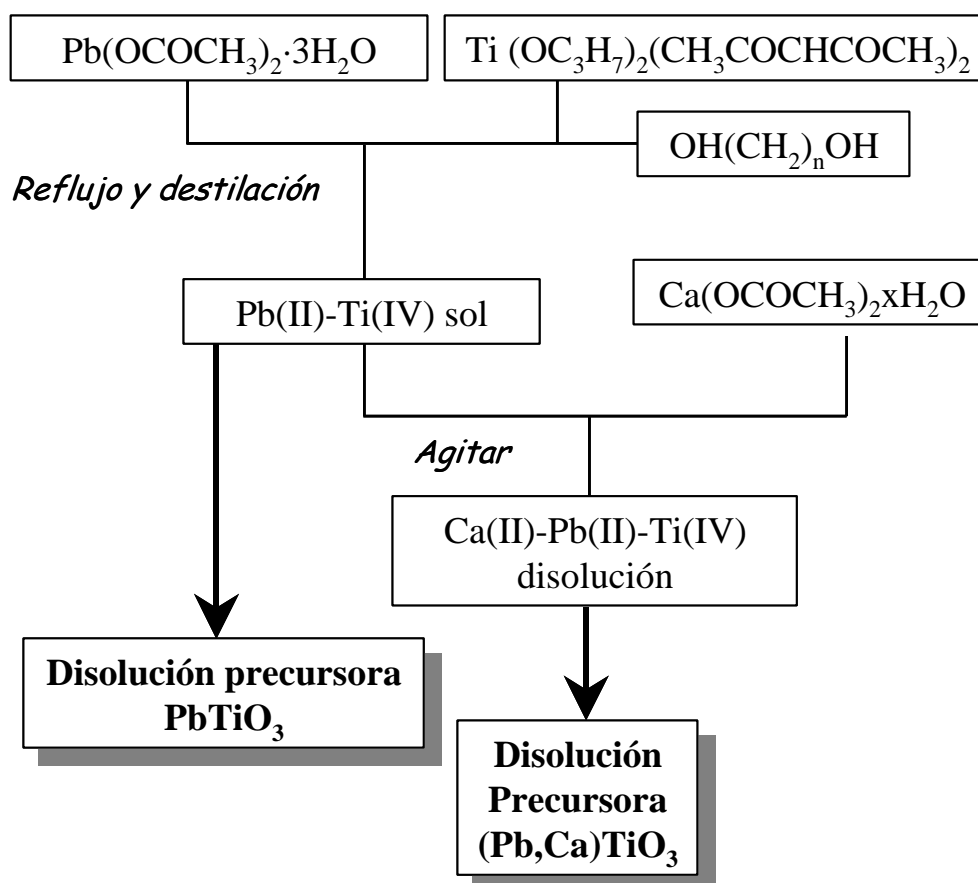 Pb(OCOCH₃)₂·3H₂O
Ti (OC₃H₇)₂(CH₃COCHCOCH₃)₂
OH(CH₂)ₙOH
Reflujo y destilación
Pb(II)-Ti(IV) sol
Ca(OCOCH₃)₂xH₂O
Agitar
Ca(II)-Pb(II)-Ti(IV)
disolución
Disolución precursora
PbTiO₃
Disolución
Precursora
(Pb,Ca)TiO₃